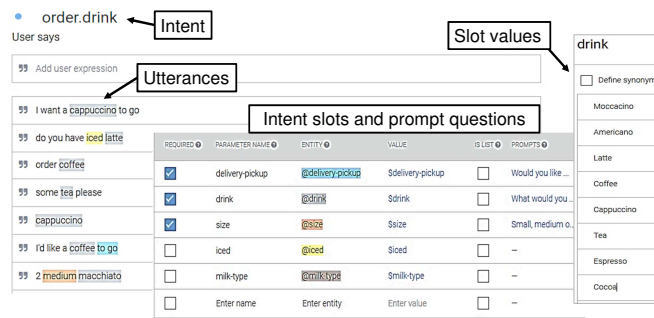 order.drink
Intent
User says
Slot values
drink
Add user expression
Define synonym
Utterances
I want a cappuccino to go
Moccacino
Intent slots and prompt questions
do you have iced latte
Americano
REQUIRED PARAMETER NAME ENTITY VALUE IS LIST PROMPTS
order coffee
Latte
delivery-pickup @delivery-pickup $delivery-pickup Would you like ...
some tea please
Coffee
drink @drink $drink What would you ..
cappuccino
Cappuccino
size @size $size Small, medium o..
I'd like a coffee to go
Tea
iced @iced $iced –
2 medium macchiato
Espresso
milk-type @milk-type $milk-type –
Cocoa
Enter name Enter entity Enter value –